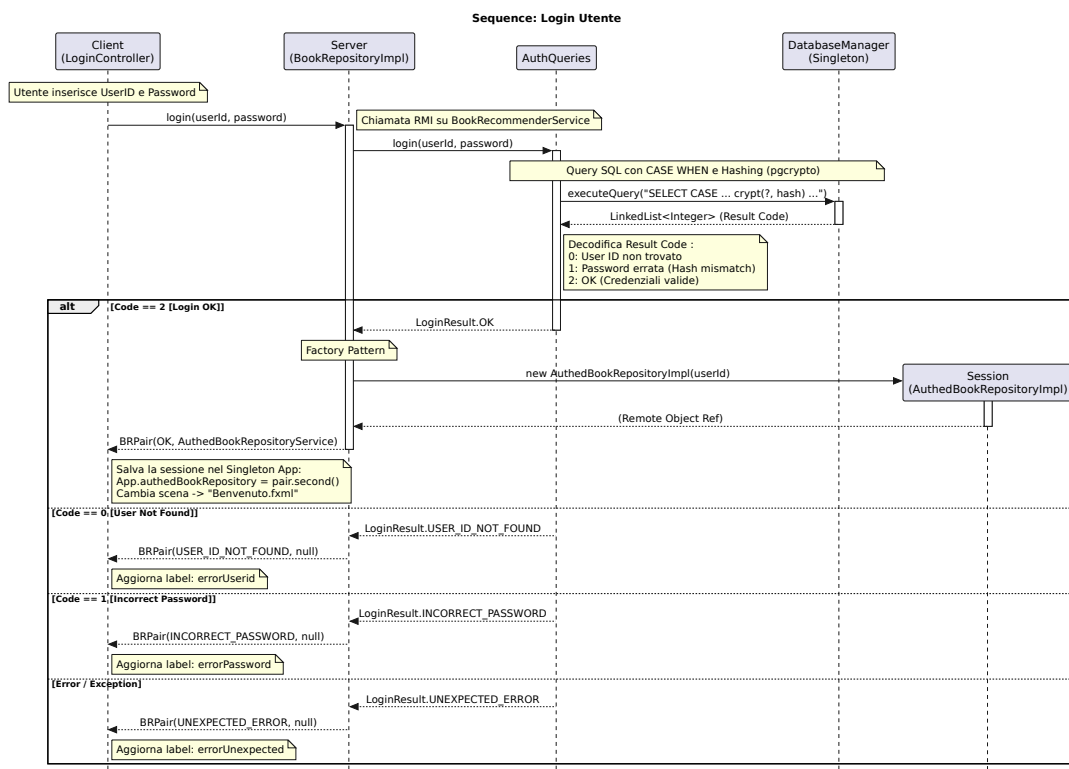 Sequence: Login Utente
Client
(LoginController)
Server
(BookRepositoryImpl)
AuthQueries
DatabaseManager
(Singleton)
Utente inserisce UserID e Password
login(userId, password)
Chiamata RMI su BookRecommenderService
login(userId, password)
Query SQL con CASE WHEN e Hashing (pgcrypto)
executeQuery("SELECT CASE ... crypt(?, hash) ...")
LinkedList<Integer> (Result Code)
Decodifica Result Code :
0: User ID non trovato
1: Password errata (Hash mismatch)
2: OK (Credenziali valide)
alt
[Code == 2 [Login OK]]
LoginResult.OK
Factory Pattern
new AuthedBookRepositoryImpl(userId)
Session
(AuthedBookRepositoryImpl)
(Remote Object Ref)
BRPair(OK, AuthedBookRepositoryService)
Salva la sessione nel Singleton App:
App.authedBookRepository = pair.second()
Cambia scena -> "Benvenuto.fxml"
[Code == 0 [User Not Found]]
LoginResult.USER_ID_NOT_FOUND
BRPair(USER_ID_NOT_FOUND, null)
Aggiorna label: errorUserid
[Code == 1 [Incorrect Password]]
LoginResult.INCORRECT_PASSWORD
BRPair(INCORRECT_PASSWORD, null)
Aggiorna label: errorPassword
[Error / Exception]
LoginResult.UNEXPECTED_ERROR
BRPair(UNEXPECTED_ERROR, null)
Aggiorna label: errorUnexpected